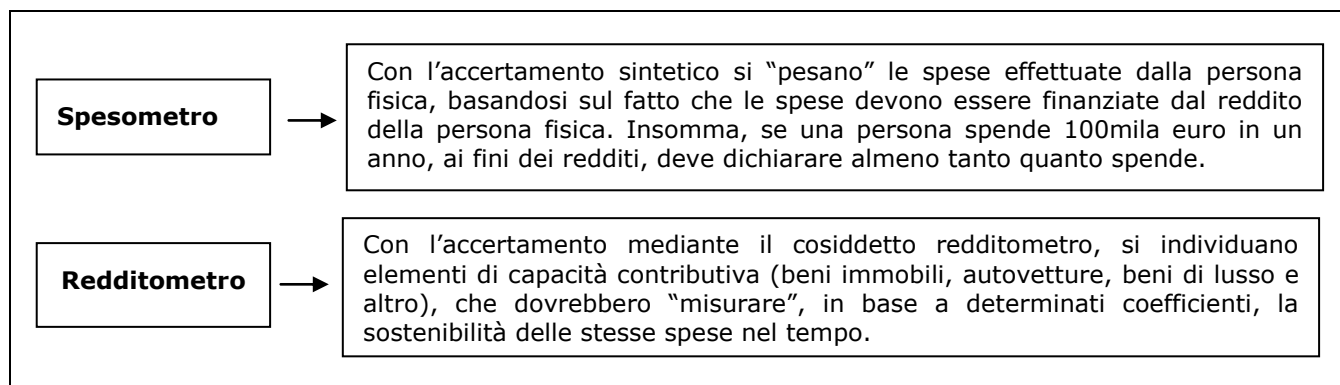 Spesometro
Con l’accertamento sintetico si “pesano” le spese effettuate dalla persona
fisica, basandosi sul fatto che le spese devono essere finanziate dal reddito
della persona fisica. Insomma, se una persona spende 100mila euro in un
anno, ai fini dei redditi, deve dichiarare almeno tanto quanto spende.
Redditometro
Con l’accertamento mediante il cosiddetto redditometro, si individuano
elementi di capacità contributiva (beni immobili, autovetture, beni di lusso e
altro), che dovrebbero “misurare”, in base a determinati coefficienti, la
sostenibilità delle stesse spese nel tempo.